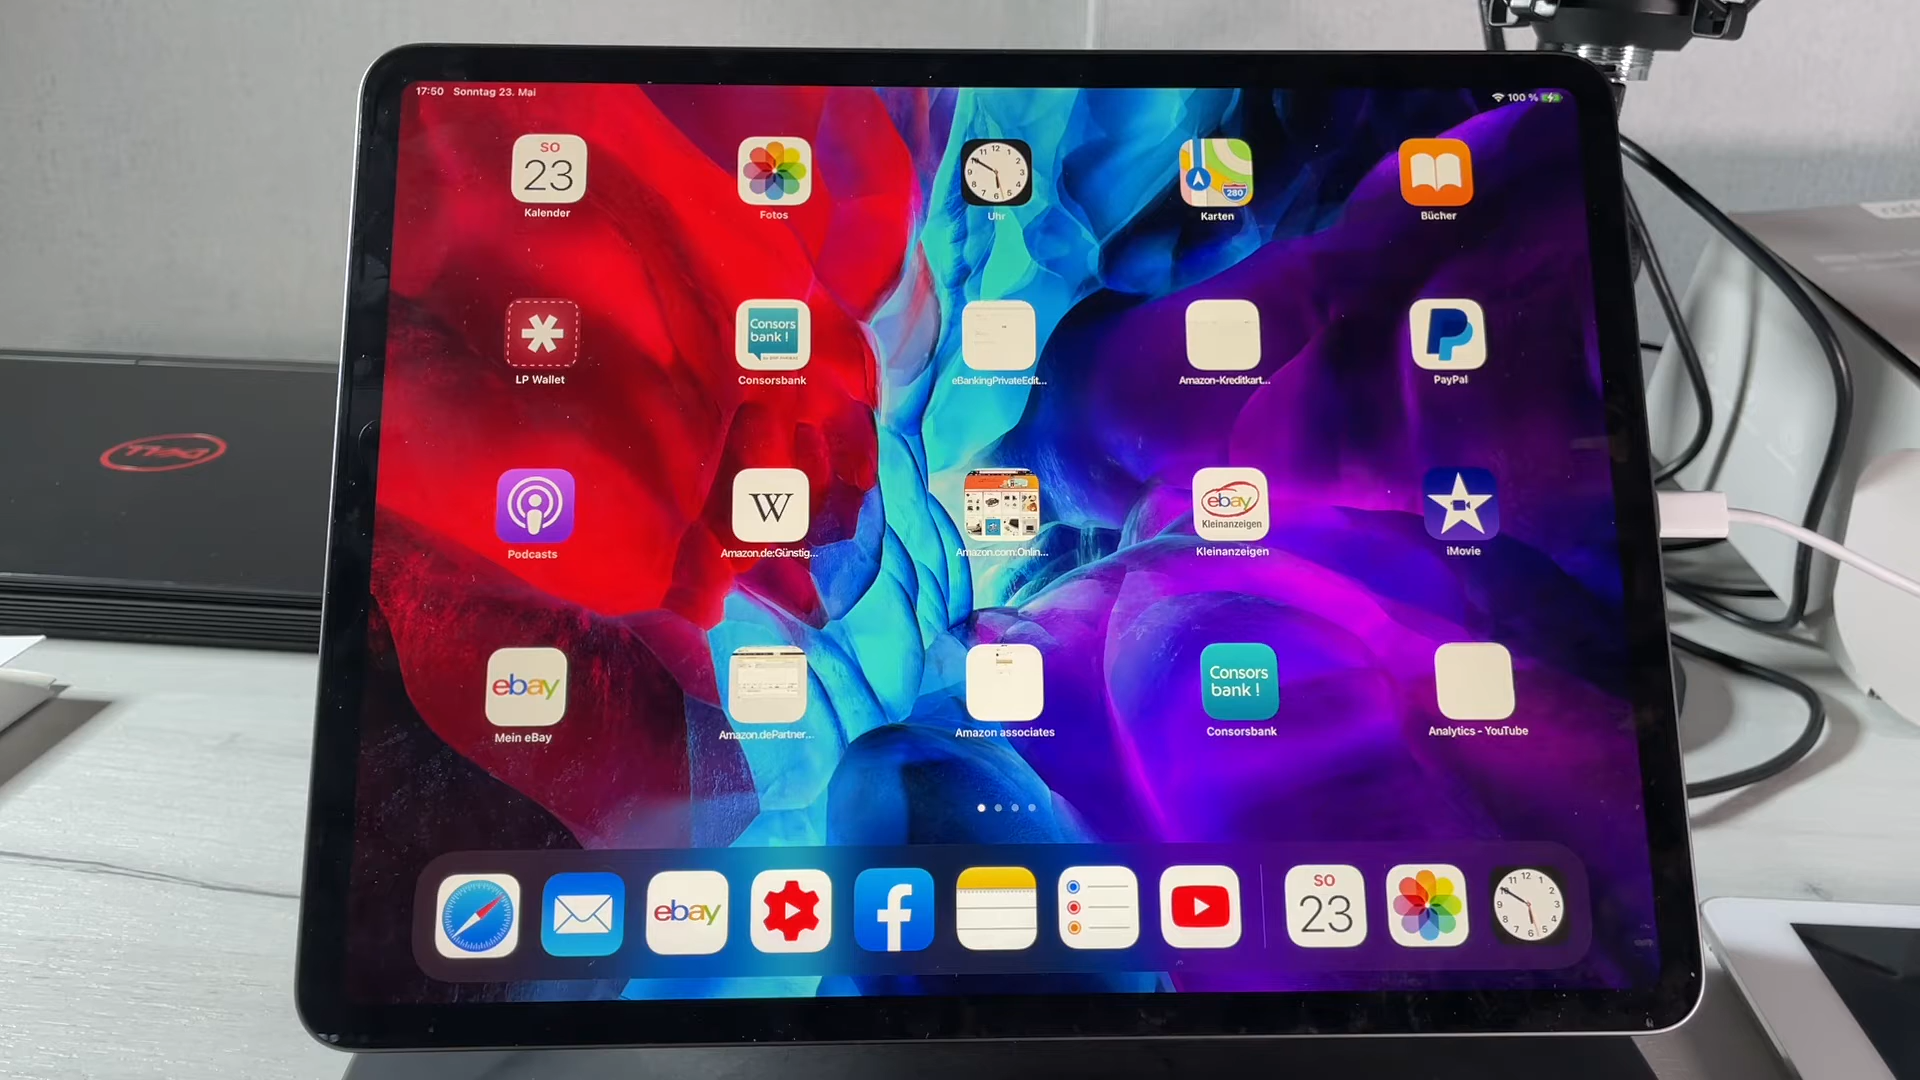 17:50 Sonntag 23. Mai
100 %
SO
23
280
Kalender
Fotos
Uhr
Karten
Bücher
Consors
bank!
LP Wallet
Consorsbank
eBankingPrivateEdit...
Amazon-Kreditkart...
PayPal
W
ebay
Kleinanzeigen
Podcasts
Amazon.de:Günstig...
Amazon.com:Onlin...
Kleinanzeigen
iMovie
ebay
Consors
bank!
Mein eBay
Amazon.dePartner...
Amazon associates
Consorsbank
Analytics - YouTube
ebay
SO
23
DELL